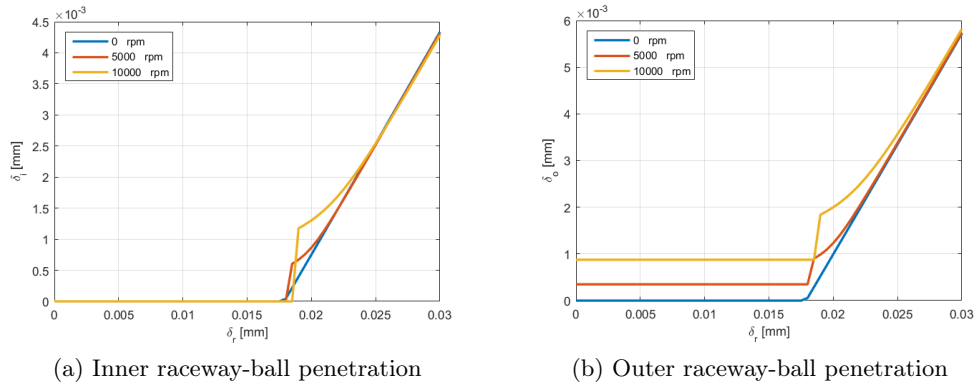 ×10⁻³
4.5
4
3.5
3
2.5
2
1.5
1
0.5
0
δᵢ [mm]
0 rpm
5000 rpm
10000 rpm
0 0.005 0.01 0.015 0.02 0.025 0.03
δᵣ [mm]
(a) Inner raceway-ball penetration
×10⁻³
6
5
4
3
2
1
0
δₒ [mm]
0 rpm
5000 rpm
10000 rpm
0 0.005 0.01 0.015 0.02 0.025 0.03
δᵣ [mm]
(b) Outer raceway-ball penetration